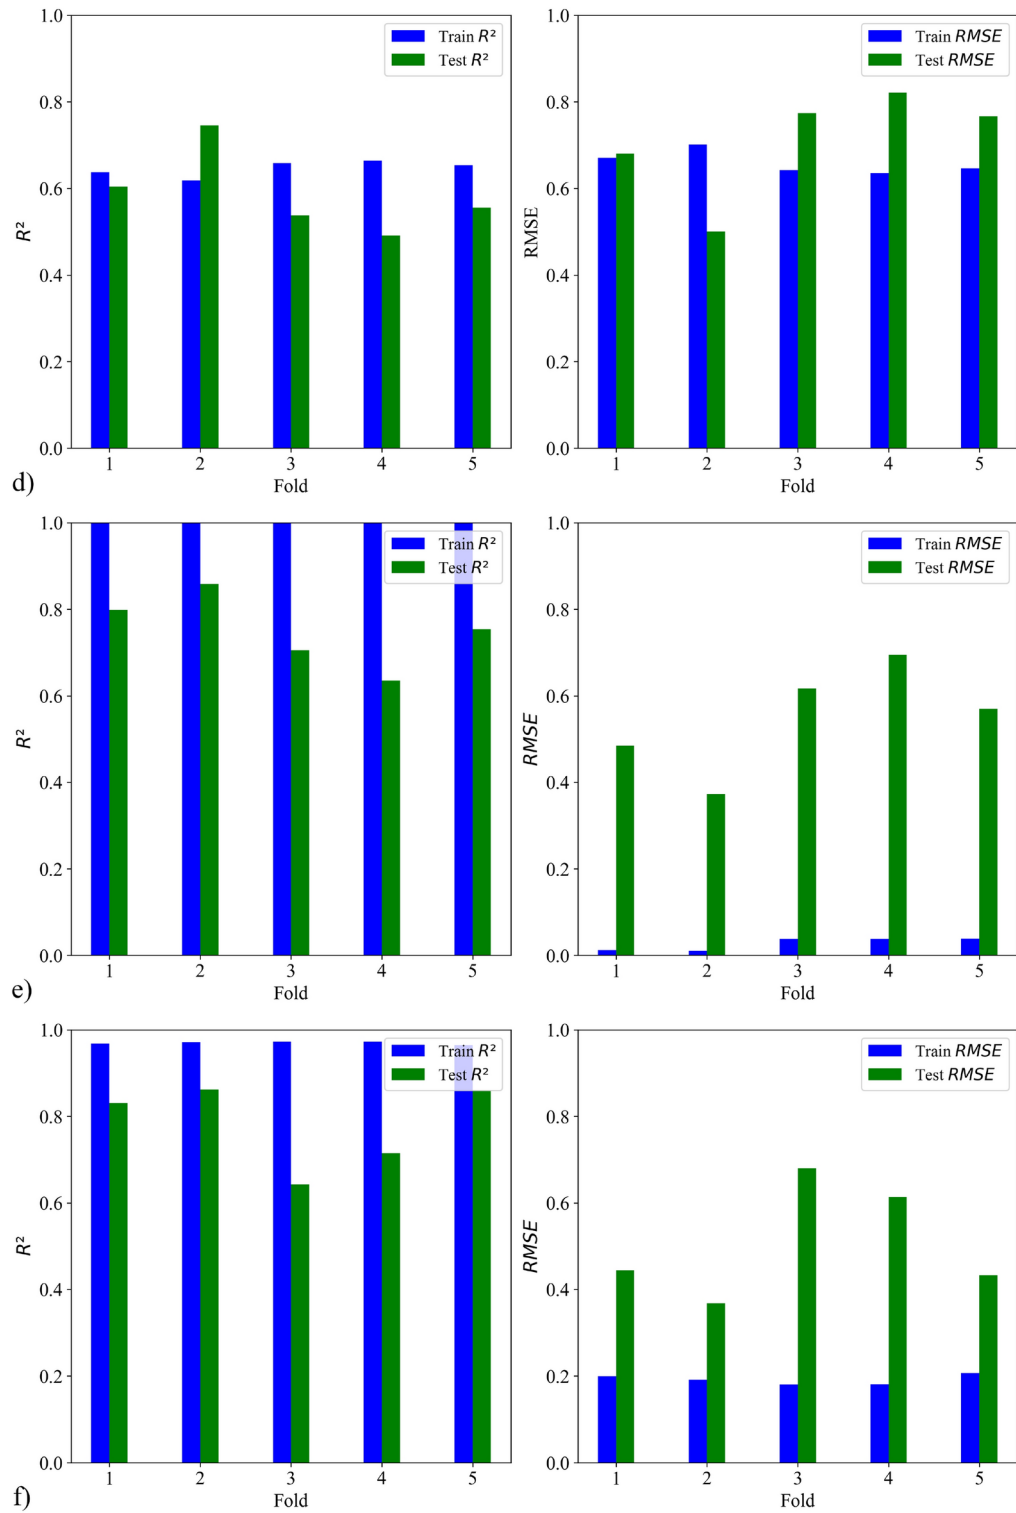 1.0
0.8
0.6
0.4
0.2
0.0
R²
Train R²
Test R²
1 2 3 4 5
Fold
1.0
0.8
0.6
0.4
0.2
0.0
RMSE
Train RMSE
Test RMSE
1 2 3 4 5
Fold
d)
1.0
0.8
0.6
0.4
0.2
0.0
R²
Train R²
Test R²
1 2 3 4 5
Fold
1.0
0.8
0.6
0.4
0.2
0.0
RMSE
Train RMSE
Test RMSE
1 2 3 4 5
Fold
e)
1.0
0.8
0.6
0.4
0.2
0.0
R²
Train R²
Test R²
1 2 3 4 5
Fold
1.0
0.8
0.6
0.4
0.2
0.0
RMSE
Train RMSE
Test RMSE
1 2 3 4 5
Fold
f)